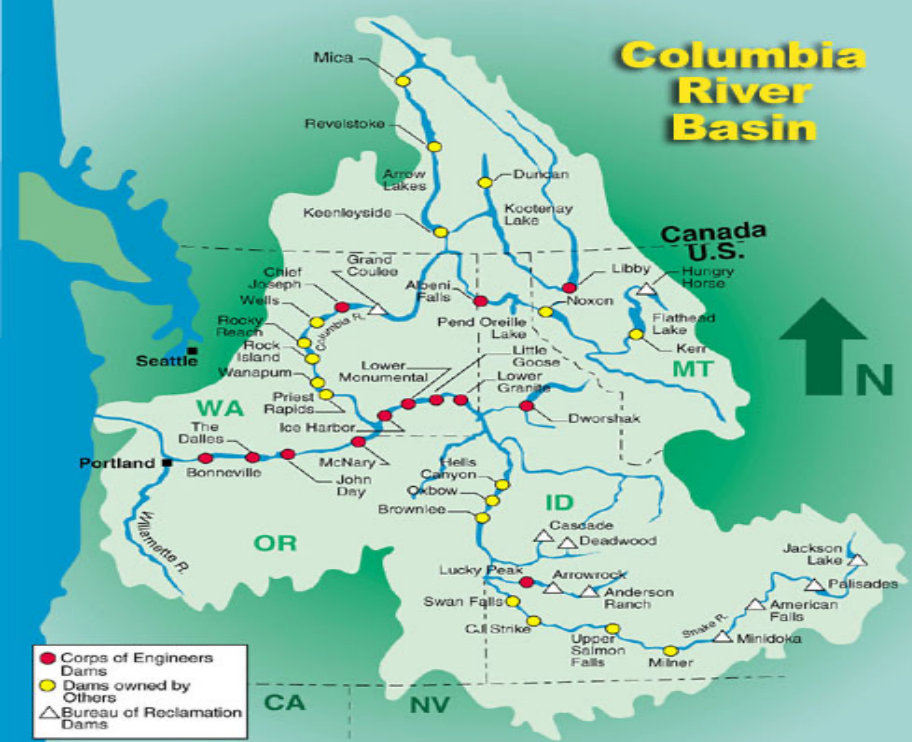 Columbia
River
Basin
Mica
Revelstoke
Arrow
Lakes
Duncan
Keenleyside
Kootenay
Lake
Canada
U.S.
Grand
Coulee
Chief
Joseph
Libby
Hungry
Horse
Albeni
Falls
Wells
Noxon
Columbia R.
Rocky
Reach
Pend Oreille
Lake
Flathead
Lake
Rock
Island
Kerr
Seattle
Little
Goose
Lower
Monumental
Wanapum
Lower
Granite
MT
N
WA
Priest
Rapids
Ice Harbor
Dworshak
The
Dalles
Portland
Bonneville
McNary
John
Day
Hells
Canyon
Oxbow
Brownlee
ID
Willamette R.
OR
Cascade
Deadwood
Jackson
Lake
Lucky Peak
Arrowrock
Palisades
Anderson
Ranch
Swan Falls
American
Falls
CJ Strike
Snake R.
Minidoka
Upper
Salmon
Falls
Milner
Corps of Engineers
Dams
Dams owned by
Others
Bureau of Reclamation
Dams
CA
NV